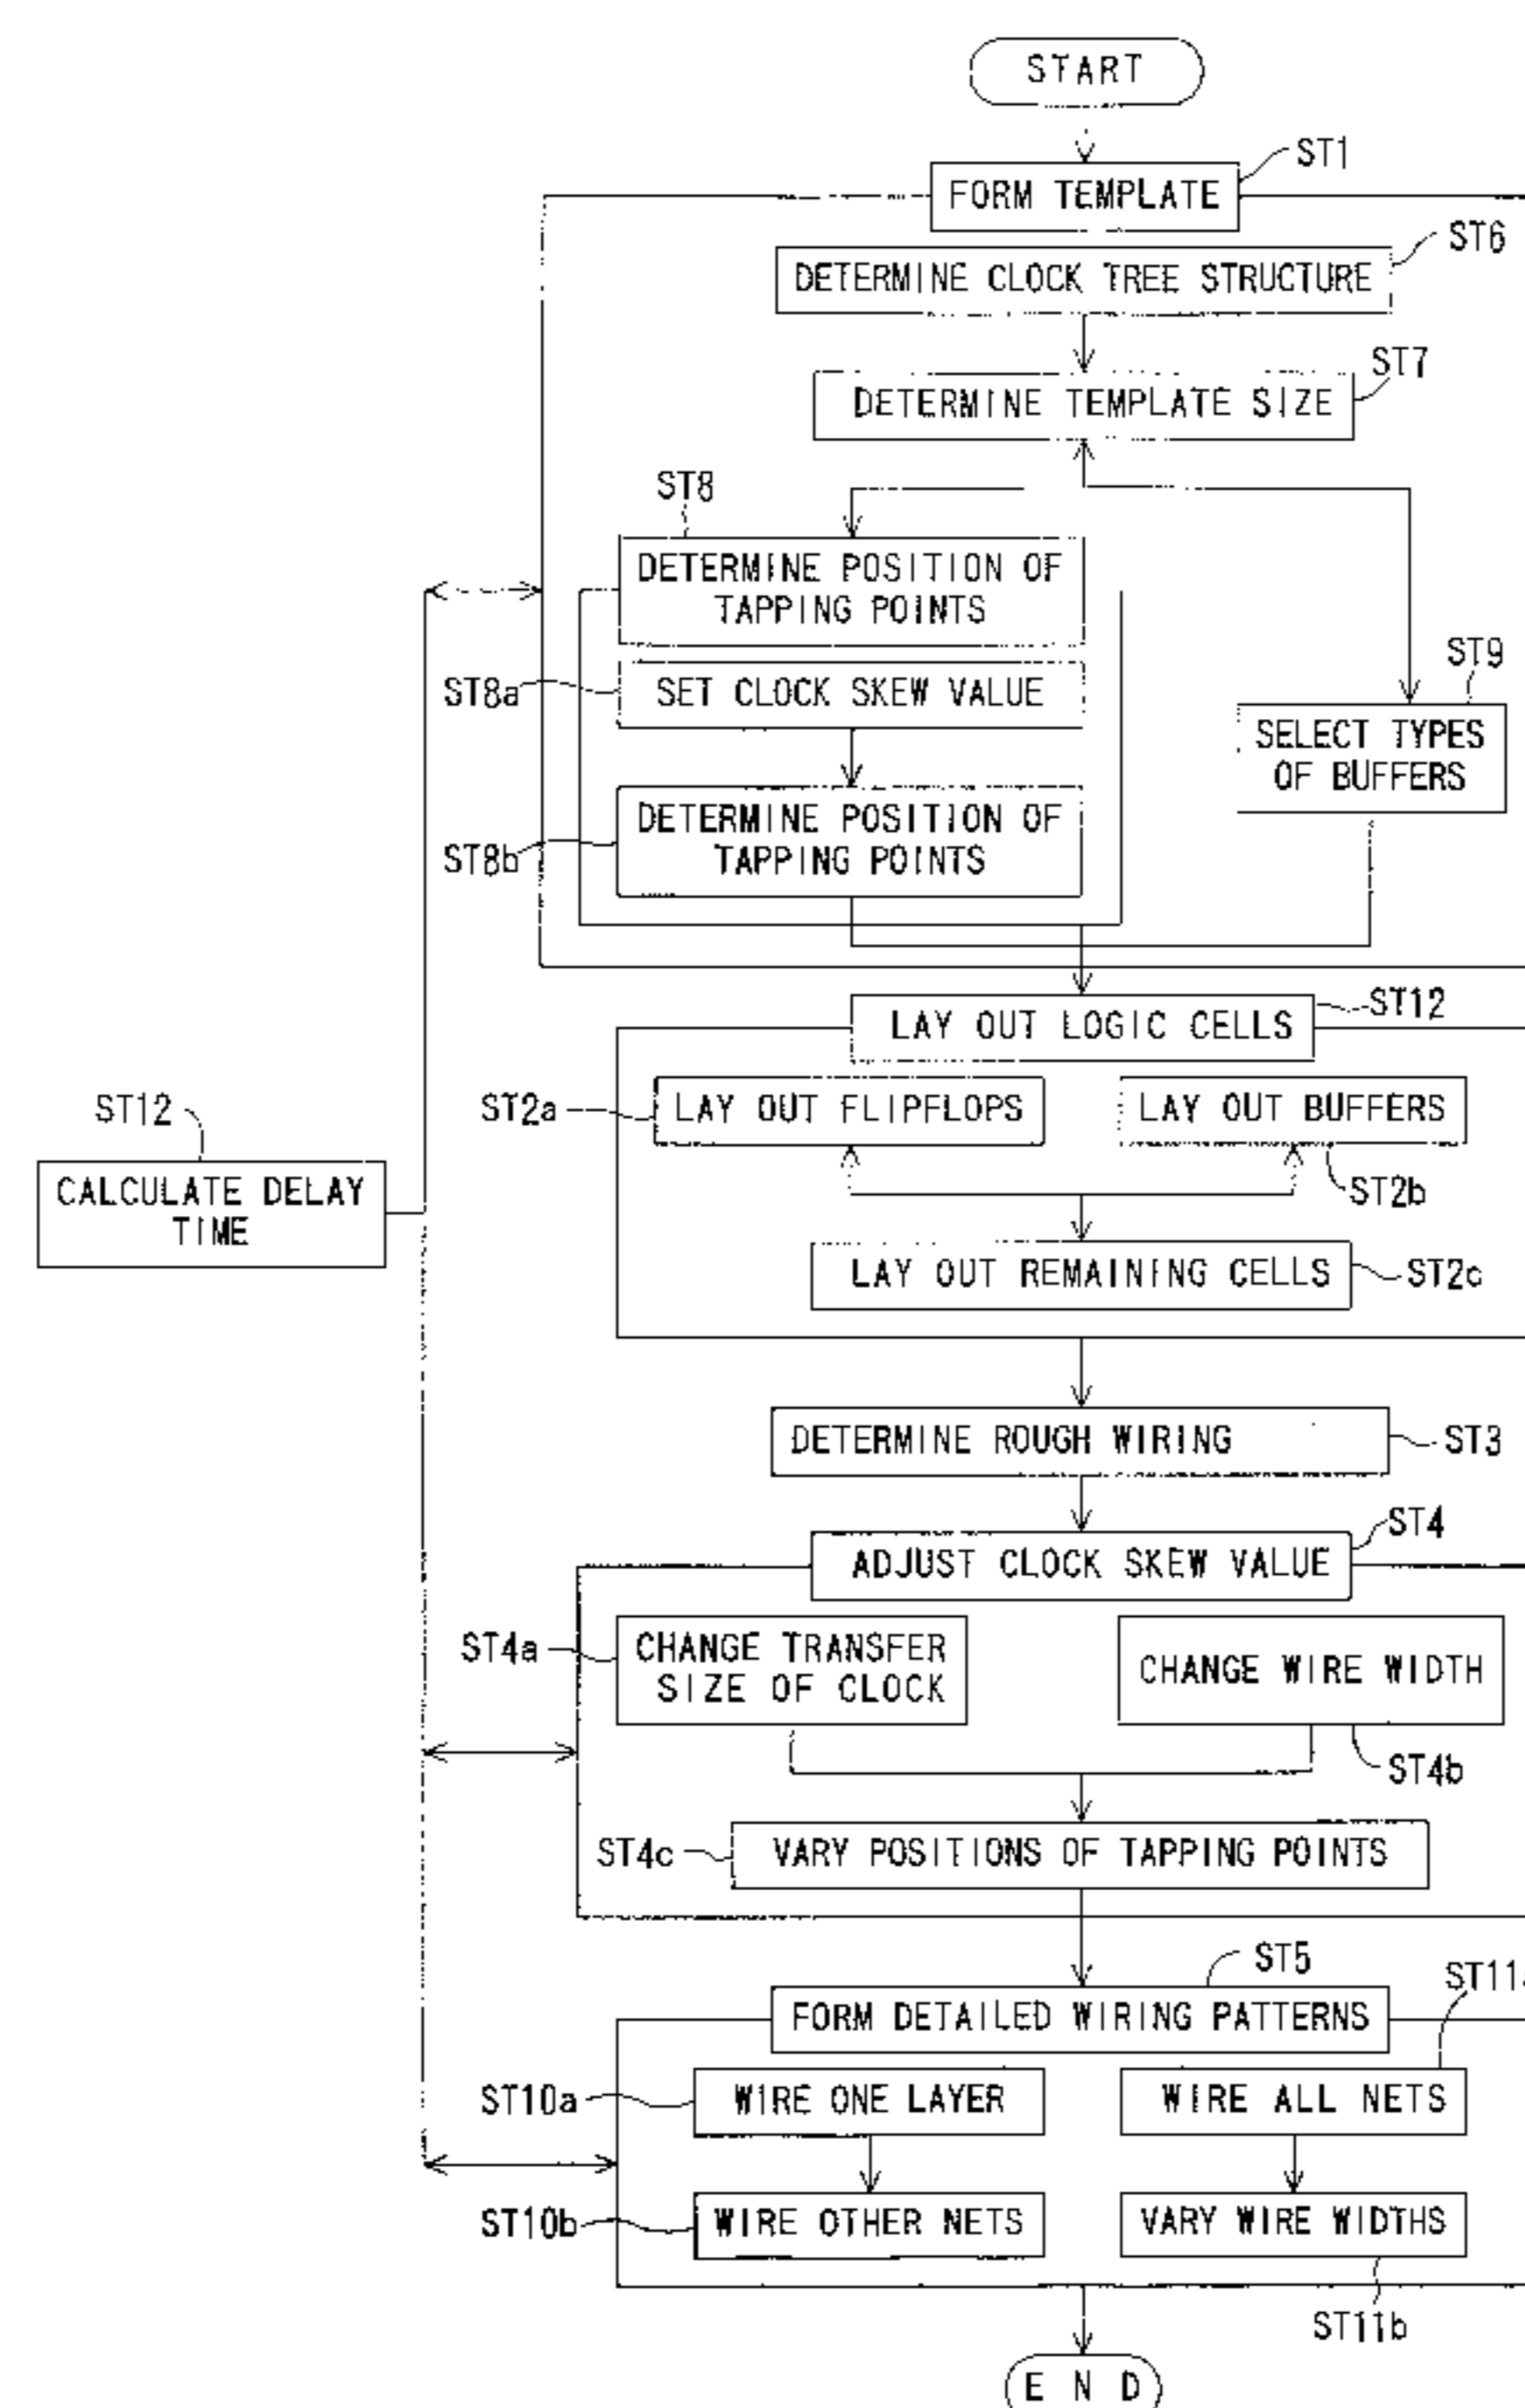 START
ST1
FORM TEMPLATE
ST6
DETERMINE CLOCK TREE STRUCTURE
ST7
DETERMINE TEMPLATE SIZE
ST8
DETERMINE POSITION OF
TAPPING POINTS
ST9
ST8a
SET CLOCK SKEW VALUE
SELECT TYPES
OF BUFFERS
DETERMINE POSITION OF
TAPPING POINTS
ST8b
ST12
LAY OUT LOGIC CELLS
ST12
CALCULATE DELAY
TIME
ST2a
LAY OUT FLIPFLOPS
LAY OUT BUFFERS
ST2b
LAY OUT REMAINING CELLS
ST2c
DETERMINE ROUGH WIRING
ST3
ST4
ADJUST CLOCK SKEW VALUE
ST4a
CHANGE TRANSFER
SIZE OF CLOCK
CHANGE WIRE WIDTH
ST4b
ST4c
VARY POSITIONS OF TAPPING POINTS
ST5
ST11
FORM DETAILED WIRING PATTERNS
ST10a
WIRE ONE LAYER
WIRE ALL NETS
ST10b
WIRE OTHER NETS
VARY WIRE WIDTHS
ST11b
END